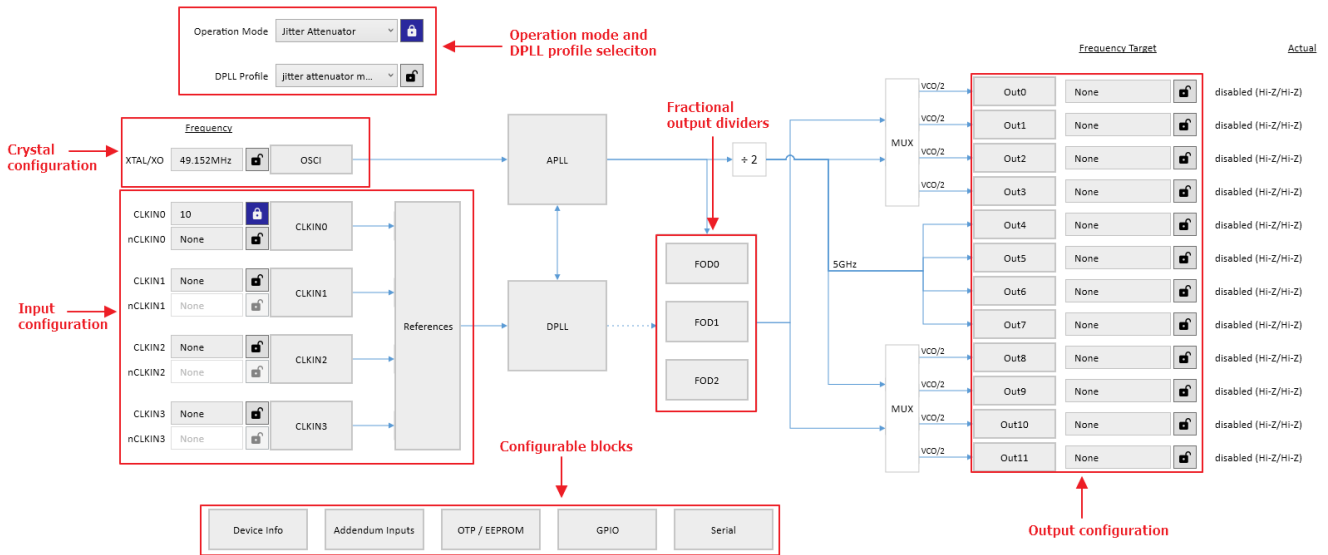 Operation Mode
Jitter Attenuator
DPLL Profile
jitter attenuator m...
Operation mode and
DPLL profile seleciton
Crystal
configuration
Frequency
XTAL/XO
49.152MHz
OSCI
Input
configuration
CLKIN0
10
nCLKIN0
None
CLKIN0
CLKIN1
None
nCLKIN1
None
CLKIN1
CLKIN2
None
nCLKIN2
None
CLKIN2
CLKIN3
None
nCLKIN3
None
CLKIN3
References
APLL
DPLL
Fractional
output dividers
÷ 2
FOD0
FOD1
FOD2
5GHz
MUX
VCO/2
VCO/2
VCO/2
VCO/2
MUX
VCO/2
VCO/2
VCO/2
VCO/2
Frequency Target
Actual
Out0
None
disabled (Hi-Z/Hi-Z)
Out1
None
disabled (Hi-Z/Hi-Z)
Out2
None
disabled (Hi-Z/Hi-Z)
Out3
None
disabled (Hi-Z/Hi-Z)
Out4
None
disabled (Hi-Z/Hi-Z)
Out5
None
disabled (Hi-Z/Hi-Z)
Out6
None
disabled (Hi-Z/Hi-Z)
Out7
None
disabled (Hi-Z/Hi-Z)
Out8
None
disabled (Hi-Z/Hi-Z)
Out9
None
disabled (Hi-Z/Hi-Z)
Out10
None
disabled (Hi-Z/Hi-Z)
Out11
None
disabled (Hi-Z/Hi-Z)
Configurable blocks
Device Info
Addendum Inputs
OTP / EEPROM
GPIO
Serial
Output configuration